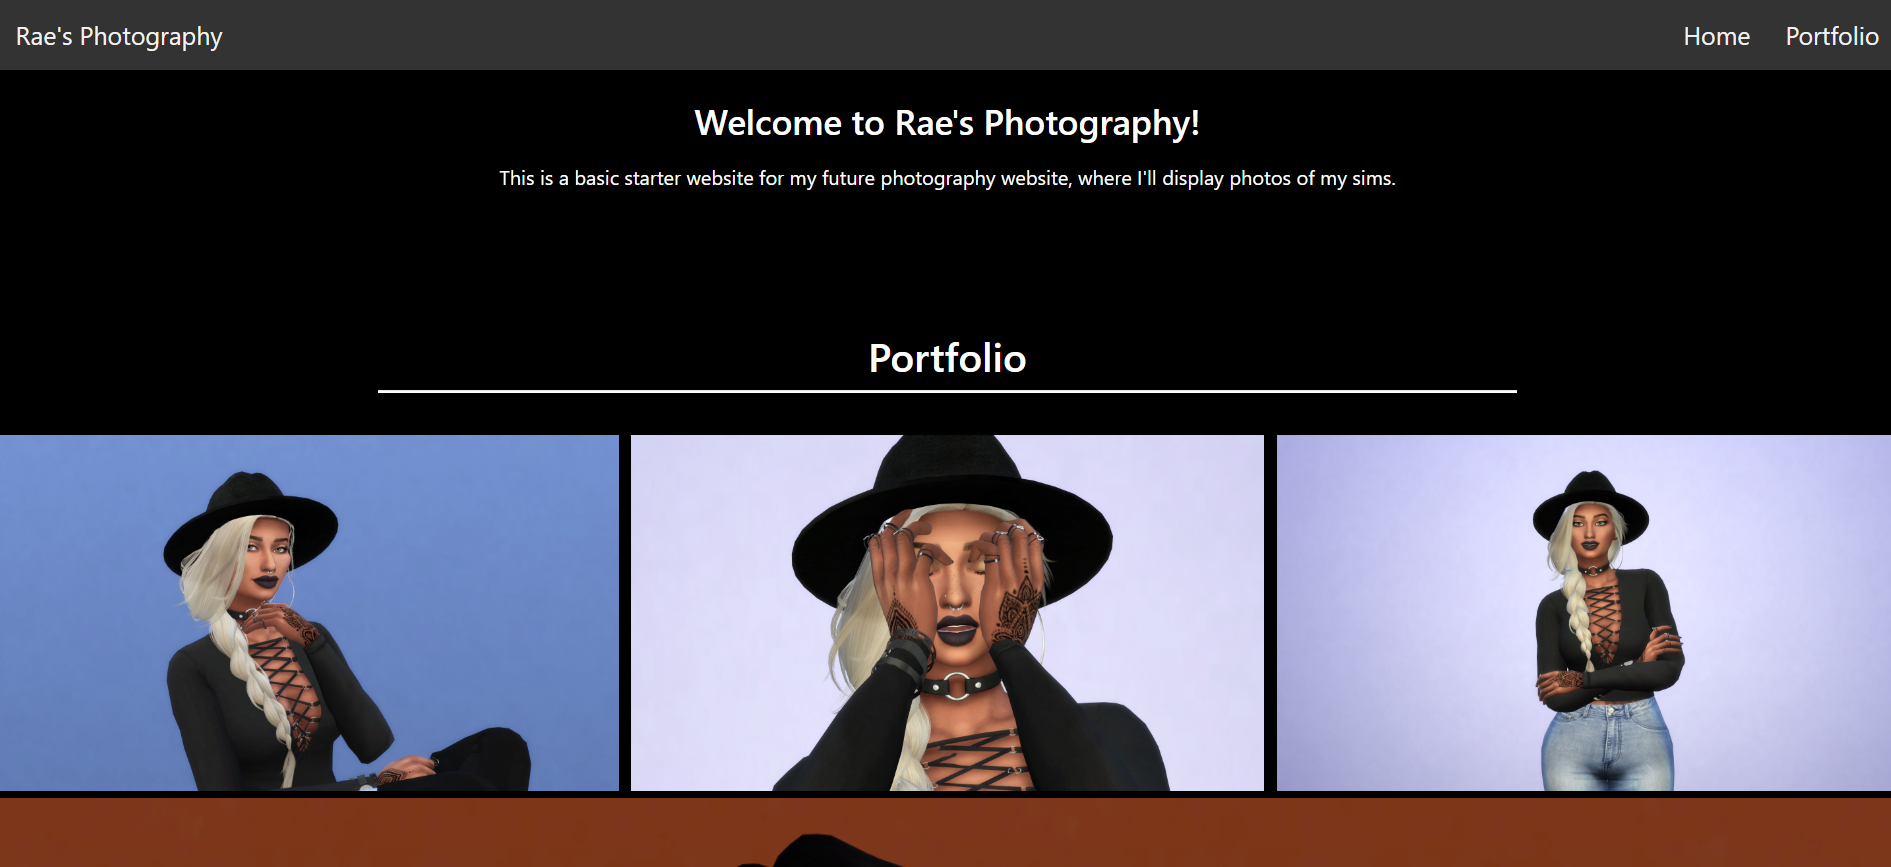 Rae's Photography
Home
Portfolio
Welcome to Rae's Photography!
This is a basic starter website for my future photography website, where I'll display photos of my sims.
Portfolio